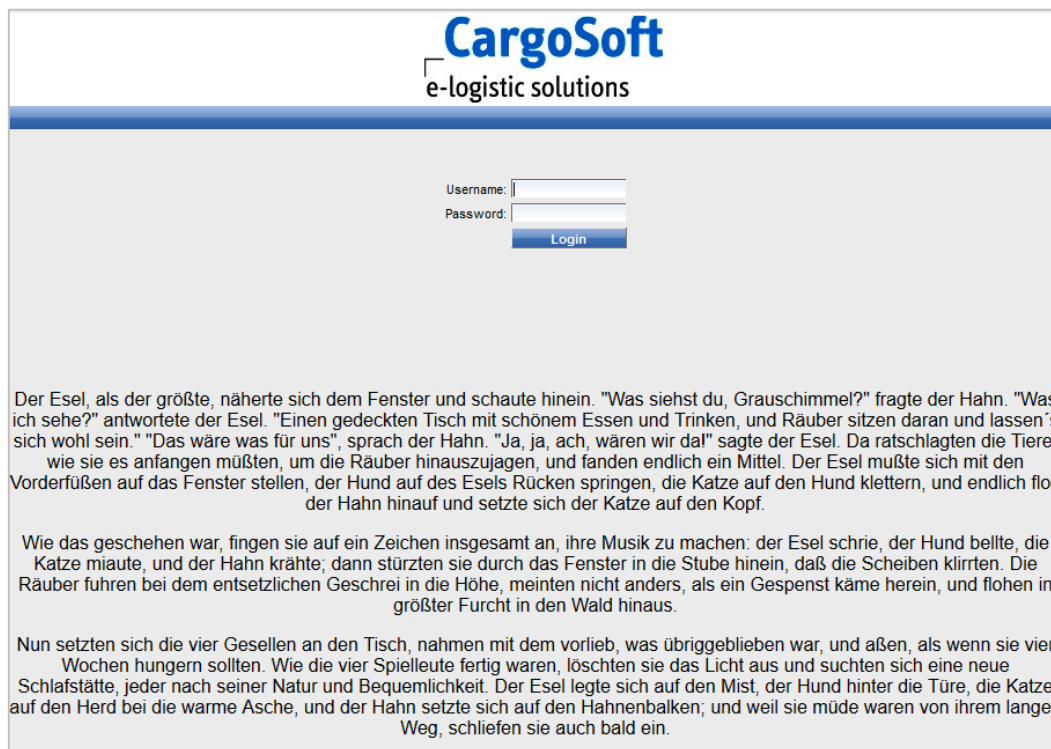 CargoSoft
e-logistic solutions
Username:
Password:
Login
Der Esel, als der größte, näherte sich dem Fenster und schaute hinein. "Was siehst du, Grauschimmel?" fragte der Hahn. "Was
ich sehe?" antwortete der Esel. "Einen gedeckten Tisch mit schönem Essen und Trinken, und Räuber sitzen daran und lassen´s
sich wohl sein." "Das wäre was für uns", sprach der Hahn. "Ja, ja, ach, wären wir da!" sagte der Esel. Da ratschlagten die Tiere
wie sie es anfangen müßten, um die Räuber hinauszujagen, und fanden endlich ein Mittel. Der Esel mußte sich mit den
Vorderfüßen auf das Fenster stellen, der Hund auf des Esels Rücken springen, die Katze auf den Hund klettern, und endlich flo
der Hahn hinauf und setzte sich der Katze auf den Kopf.
Wie das geschehen war, fingen sie auf ein Zeichen insgesamt an, ihre Musik zu machen: der Esel schrie, der Hund bellte, die
Katze miaute, und der Hahn krähte; dann stürzten sie durch das Fenster in die Stube hinein, daß die Scheiben klirrten. Die
Räuber fuhren bei dem entsetzlichen Geschrei in die Höhe, meinten nicht anders, als ein Gespenst käme herein, und flohen in
größter Furcht in den Wald hinaus.
Nun setzten sich die vier Gesellen an den Tisch, nahmen mit dem vorlieb, was übriggeblieben war, und aßen, als wenn sie vier
Wochen hungern sollten. Wie die vier Spielleute fertig waren, löschten sie das Licht aus und suchten sich eine neue
Schlafstätte, jeder nach seiner Natur und Bequemlichkeit. Der Esel legte sich auf den Mist, der Hund hinter die Türe, die Katze
auf den Herd bei die warme Asche, und der Hahn setzte sich auf den Hahnenbalken; und weil sie müde waren von ihrem lange
Weg, schliefen sie auch bald ein.